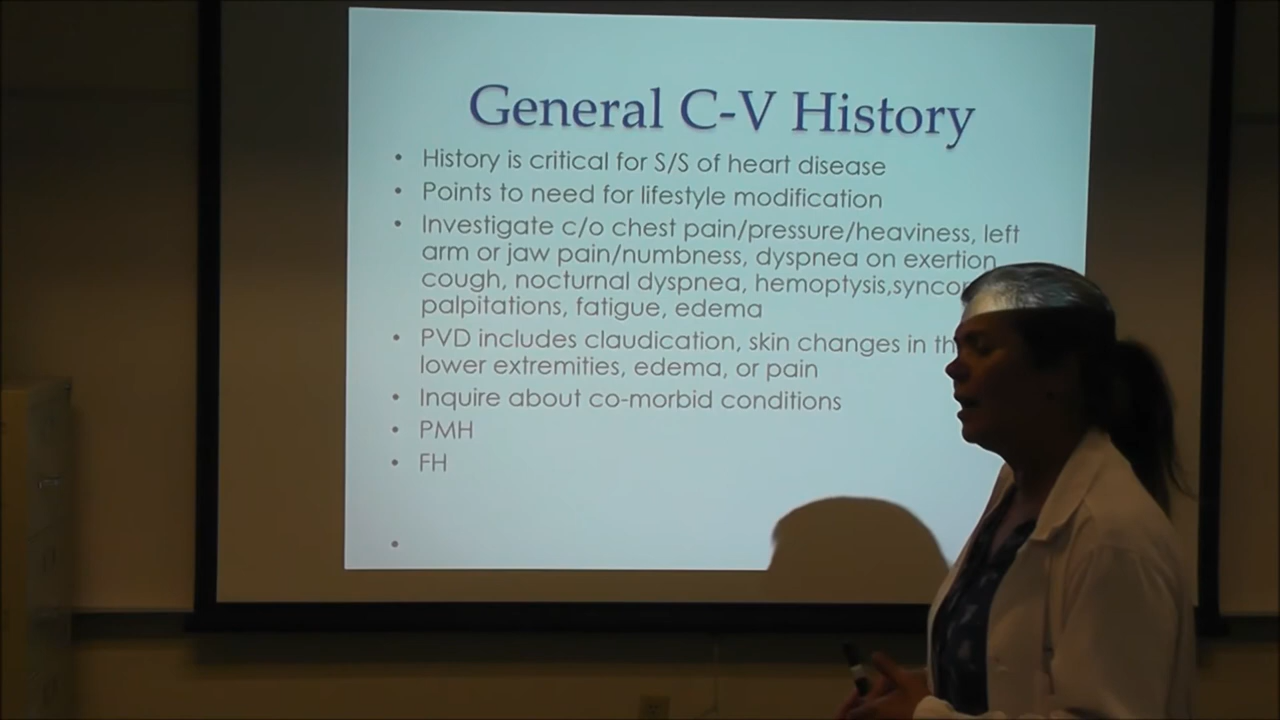 General C-V History
• History is critical for S/S of heart disease
• Points to need for lifestyle modification
• Investigate c/o chest pain/pressure/heaviness, left
arm or jaw pain/numbness, dyspnea on exertion
cough, nocturnal dyspnea, hemoptysis,
palpitations, fatigue, edema
• PVD includes claudication, skin changes in
lower extremities, edema, or pain
• Inquire about co-morbid conditions
• PMH
• FH
•